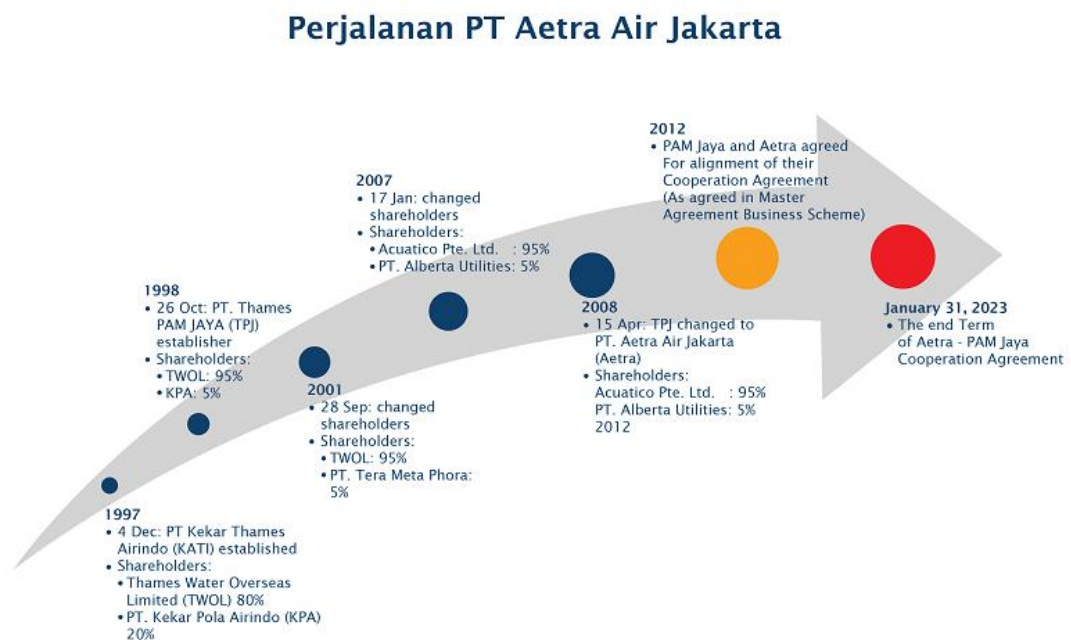 Perjalanan PT Aetra Air Jakarta
1997
• 4 Dec: PT Kekar Thames
Airindo (KATI) established
• Shareholders:
• Thames Water Overseas
Limited (TWOL) 80%
• PT. Kekar Pola Airindo (KPA)
20%
1998
• 26 Oct: PT. Thames
PAM JAYA (TPJ)
establisher
• Shareholders:
• TWOL: 95%
• KPA: 5%
2001
• 28 Sep: changed
shareholders
• Shareholders:
• TWOL: 95%
• PT. Tera Meta Phora:
5%
2007
• 17 Jan: changed
shareholders
• Shareholders:
• Acuatico Pte. Ltd. : 95%
• PT. Alberta Utilities: 5%
2008
• 15 Apr: TPJ changed to
PT. Aetra Air Jakarta
(Aetra)
• Shareholders:
Acuatico Pte. Ltd. : 95%
PT. Alberta Utilities: 5%
2012
2012
• PAM Jaya and Aetra agreed
For alignment of their
Cooperation Agreement
(As agreed in Master
Agreement Business Scheme)
January 31, 2023
• The end Term
of Aetra - PAM Jaya
Cooperation Agreement